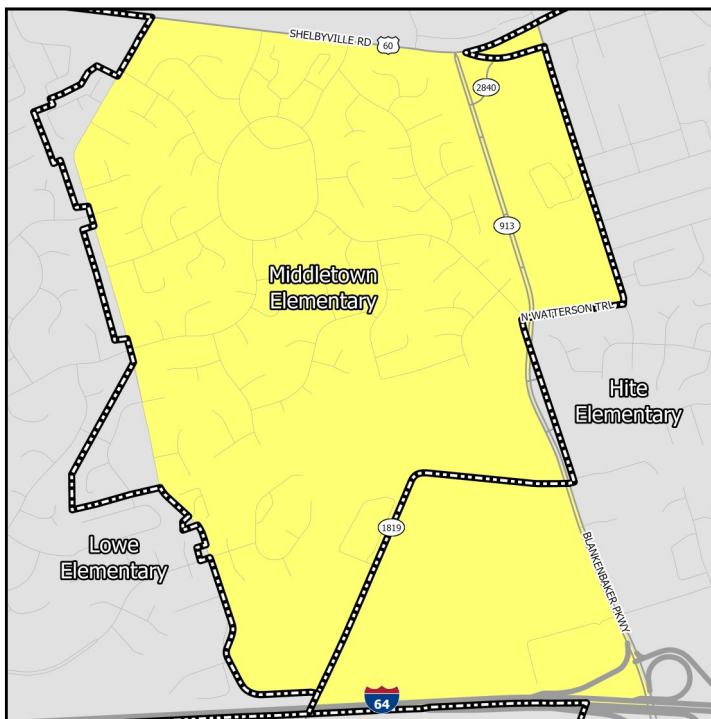 SHELBYVILLE RD
60
2840
913
Middletown
Elementary
N WATTERSON TRL
Hite
Elementary
1819
Lowe
Elementary
BLANKENBAKER PKWY
64